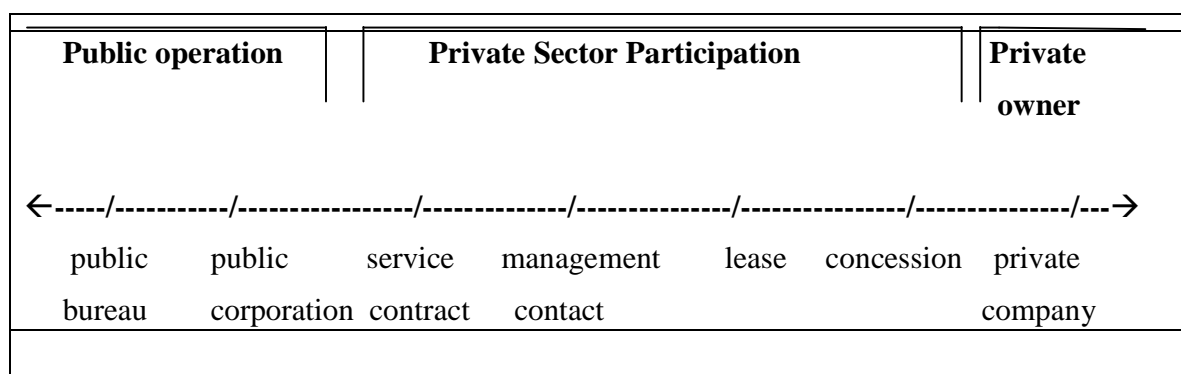 Public operation Private Sector Participation Private
owner
←-----/-----------/-----------------/--------------/---------------/----------------/---------------/---→
public public service management lease concession private
bureau corporation contract contact company